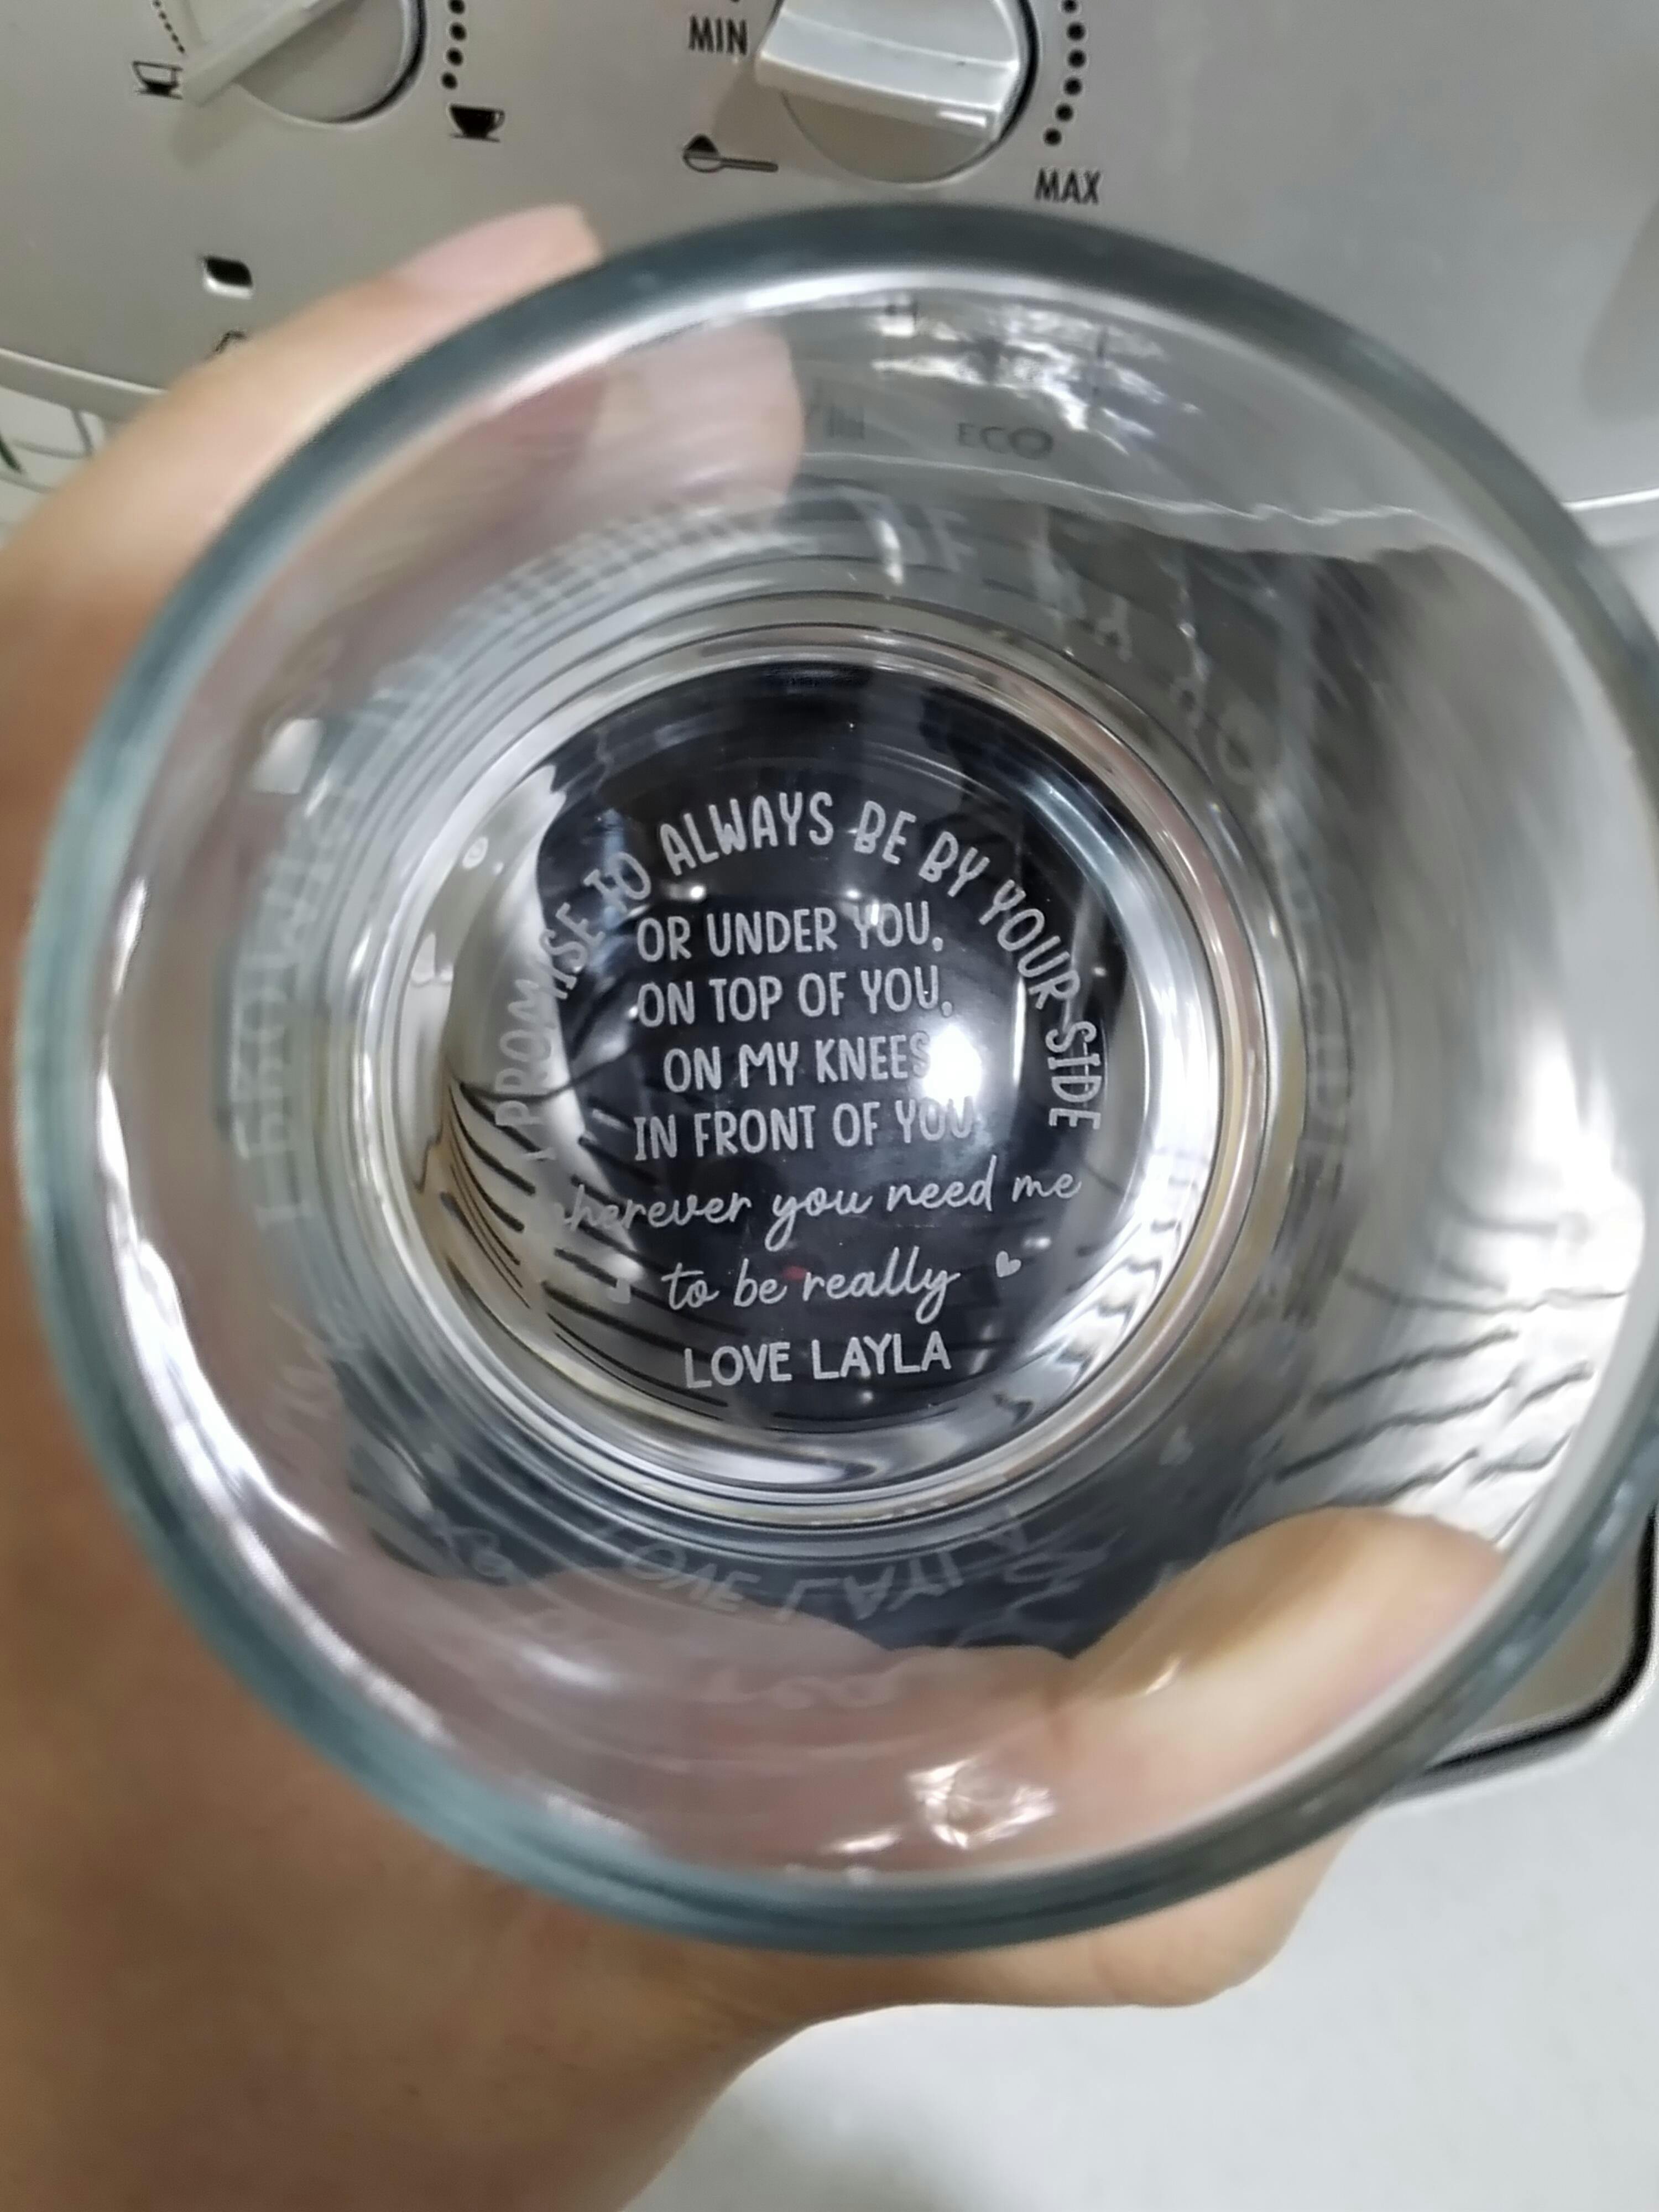 MIN
MAX
ECO
I PROMISE TO ALWAYS BE BY YOUR SIDE
OR UNDER YOU,
ON TOP OF YOU,
ON MY KNEES
IN FRONT OF YOU
wherever you need me
to be really
LOVE LAYLA